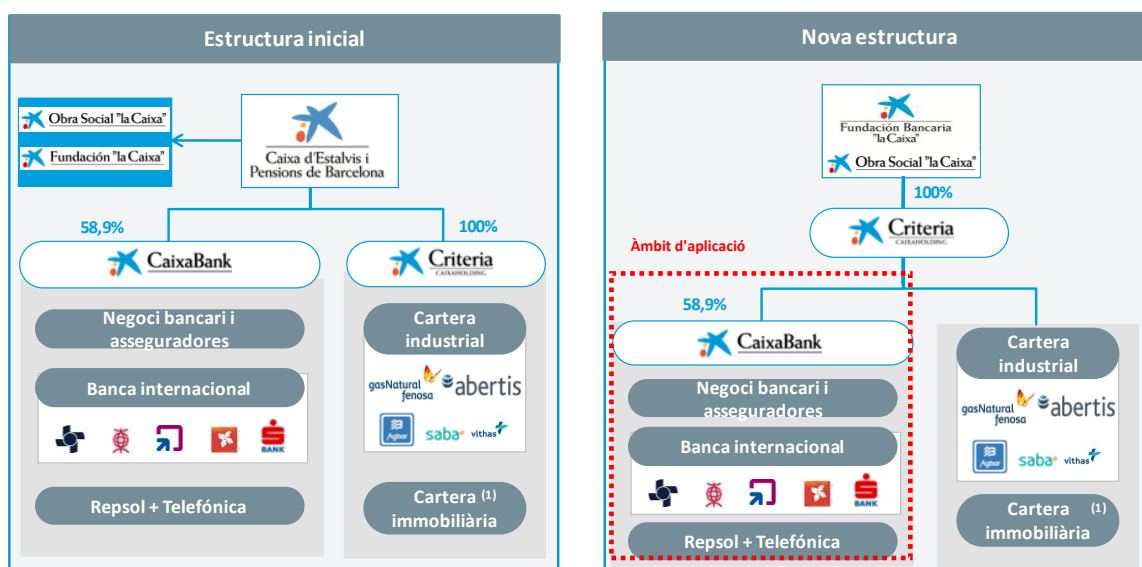 Estructura inicial
Obra Social "la Caixa"
Fundación "la Caixa"
Caixa d'Estalvis i
Pensions de Barcelona
58,9%
100%
CaixaBank
Criteria
CAIXAHOLDING
Negoci bancari i
asseguradores
Banca internacional
BANK
Repsol + Telefónica
Cartera
industrial
gasNatural
fenosa
abertis
Agbar
saba
vithas
Cartera (1)
immobiliària
Nova estructura
Fundación Bancaria
"la Caixa"
Obra Social "la Caixa"
100%
Criteria
CAIXAHOLDING
Àmbit d'aplicació
58,9%
CaixaBank
Negoci bancari i
asseguradores
Banca internacional
BANK
Repsol + Telefónica
Cartera
industrial
gasNatural
fenosa
abertis
Agbar
saba
vithas
Cartera (1)
immobiliària